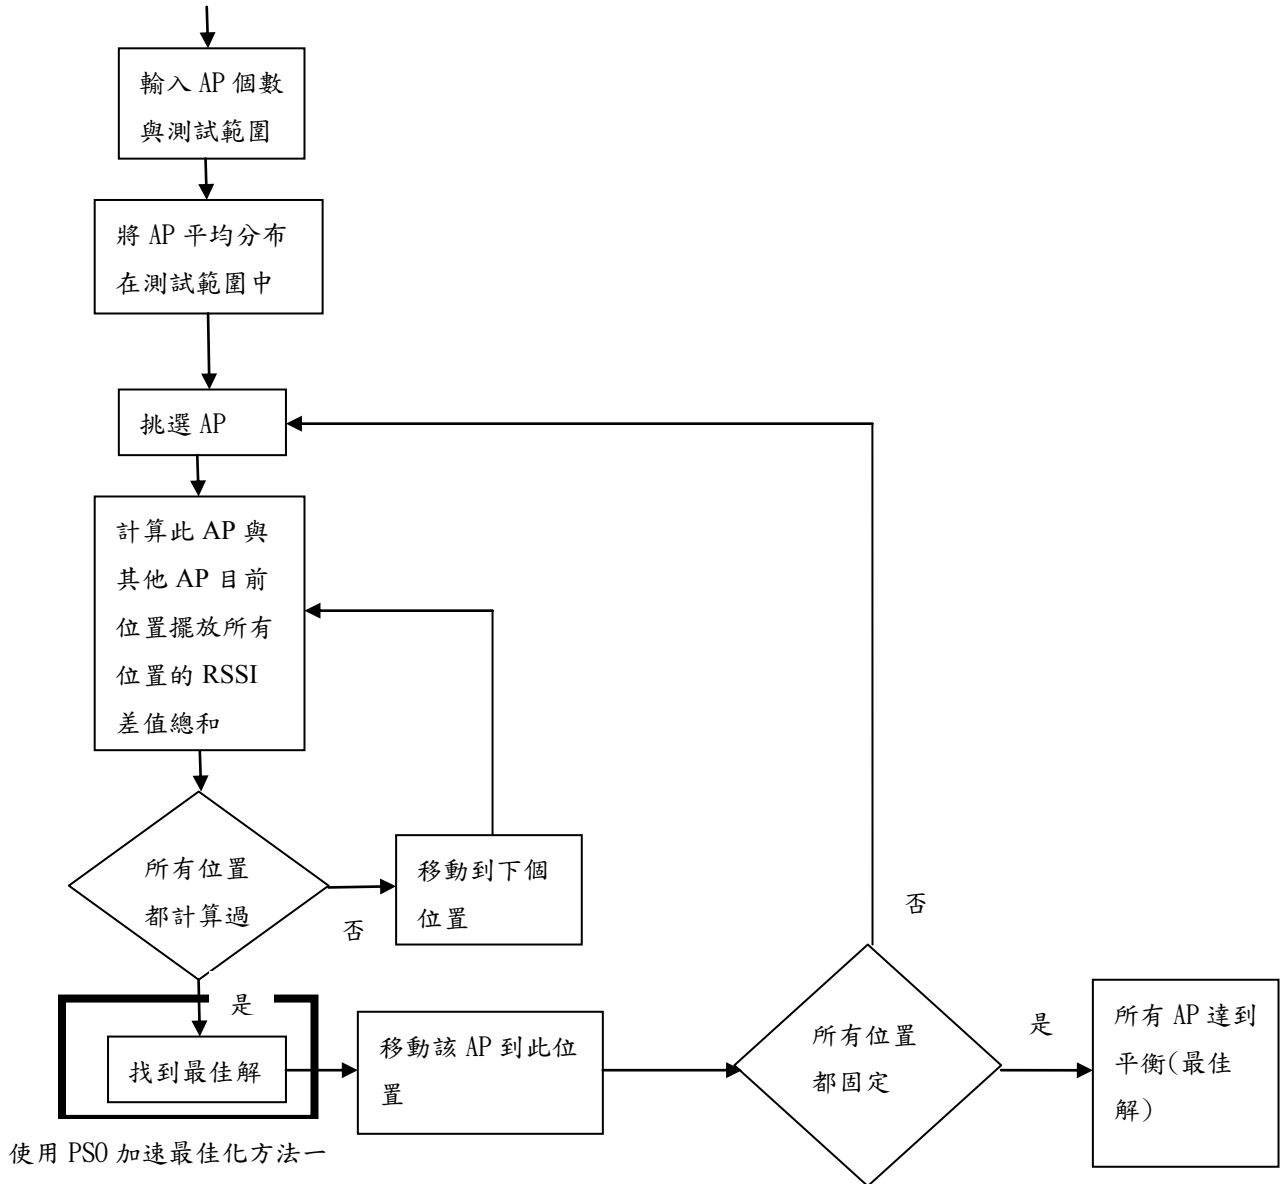 輸入 AP 個數
與測試範圍
將 AP 平均分布
在測試範圍中
挑選 AP
計算此 AP 與
其他 AP 目前
位置擺放所有
位置的 RSSI
差值總和
所有位置
都計算過
否
移動到下個
位置
是
找到最佳解
使用 PSO 加速最佳化方法一
移動該 AP 到此位
置
所有位置
都固定
否
是
所有 AP 達到
平衡(最佳
解)